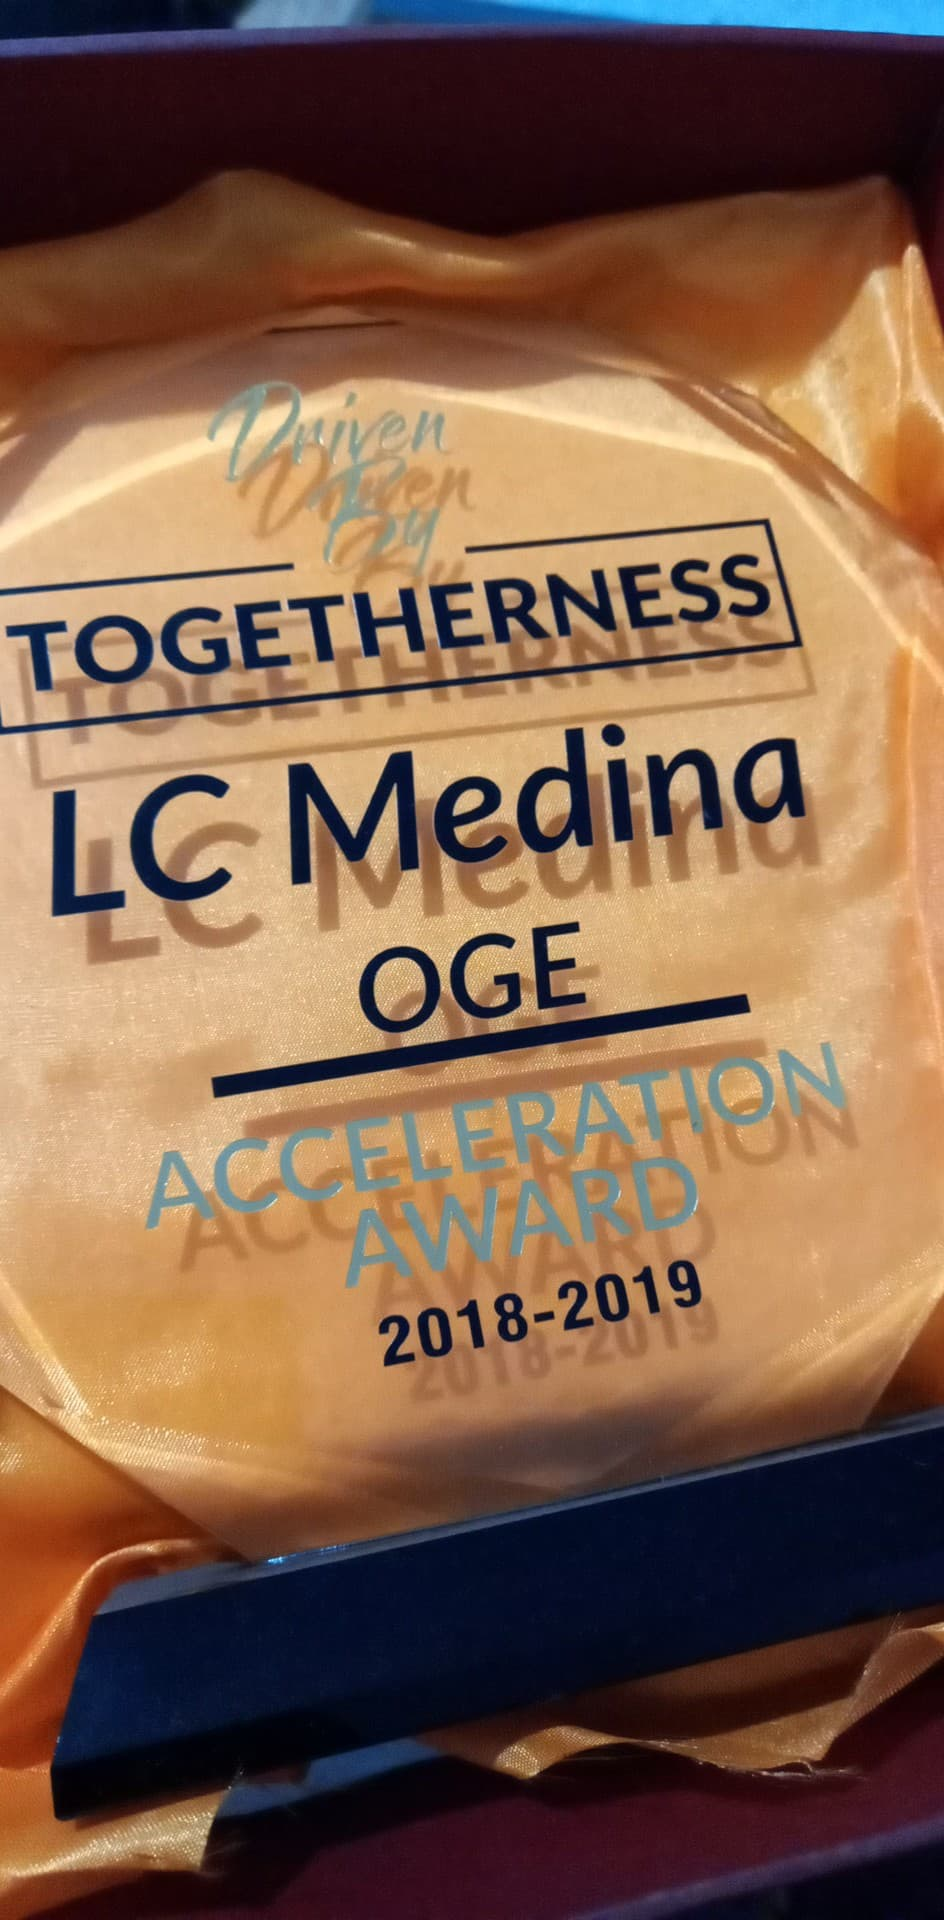 Driven
By
TOGETHERNESS
LC Medina
OGE
ACCELERATION
AWARD
2018-2019